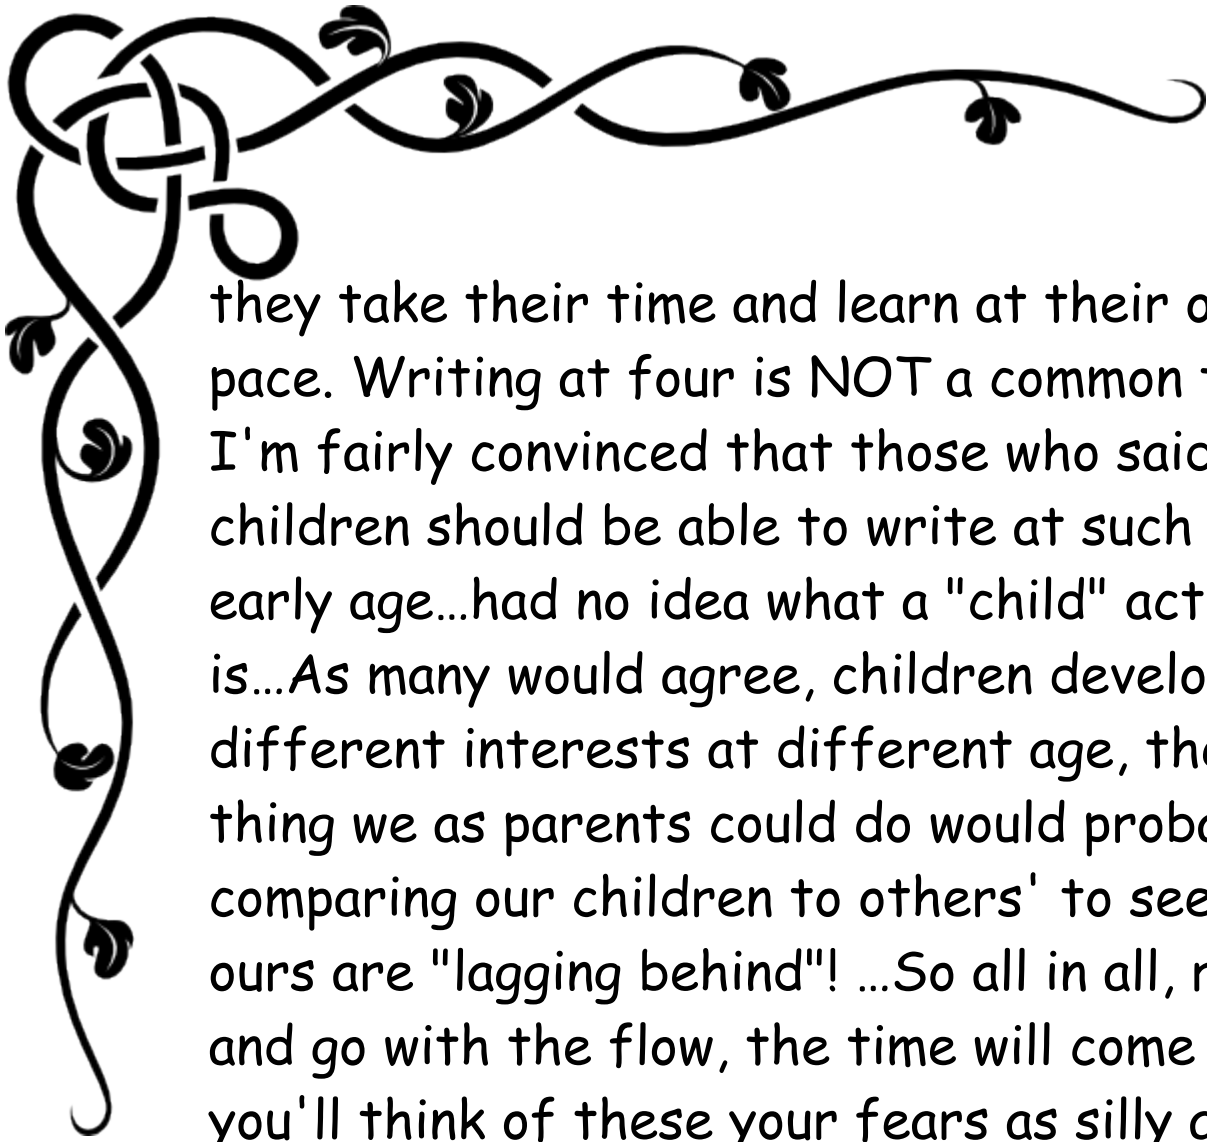 they take their time and learn at their
pace. Writing at four is NOT a common
I'm fairly convinced that those who
children should be able to write at such
early age...had no idea what a "child"
is...As many would agree, children
different interests at different age,
thing we as parents could do would
comparing our children to others' to see
ours are "lagging behind"! ...So all in all,
and go with the flow, the time will come
you'll think of these your fears as silly